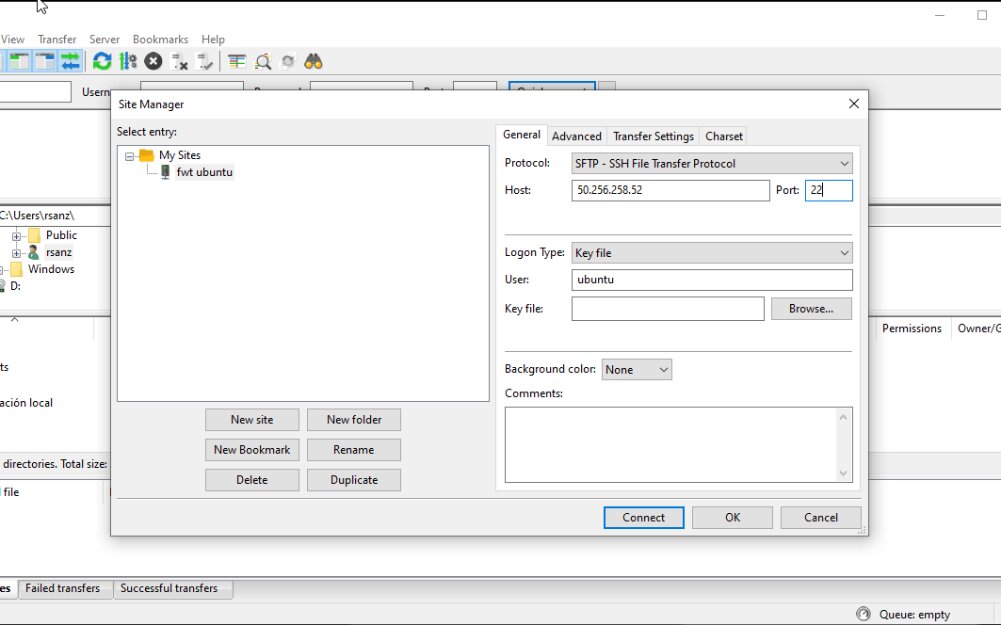 View Transfer Server Bookmarks Help
Site Manager
Select entry:
My Sites
fwt ubuntu
General Advanced Transfer Settings Charset
Protocol: SFTP - SSH File Transfer Protocol
Host: 50.256.258.52 Port: 22
Logon Type: Key file
User: ubuntu
Key file: Browse...
Background color: None
Comments:
New site New folder
New Bookmark Rename
Delete Duplicate
Connect OK Cancel
C:\Users\rsanz\
Public
rsanz
Windows
D:
Permissions Owner/G
ts
ación local
directories. Total size:
file
es Failed transfers Successful transfers
Queue: empty